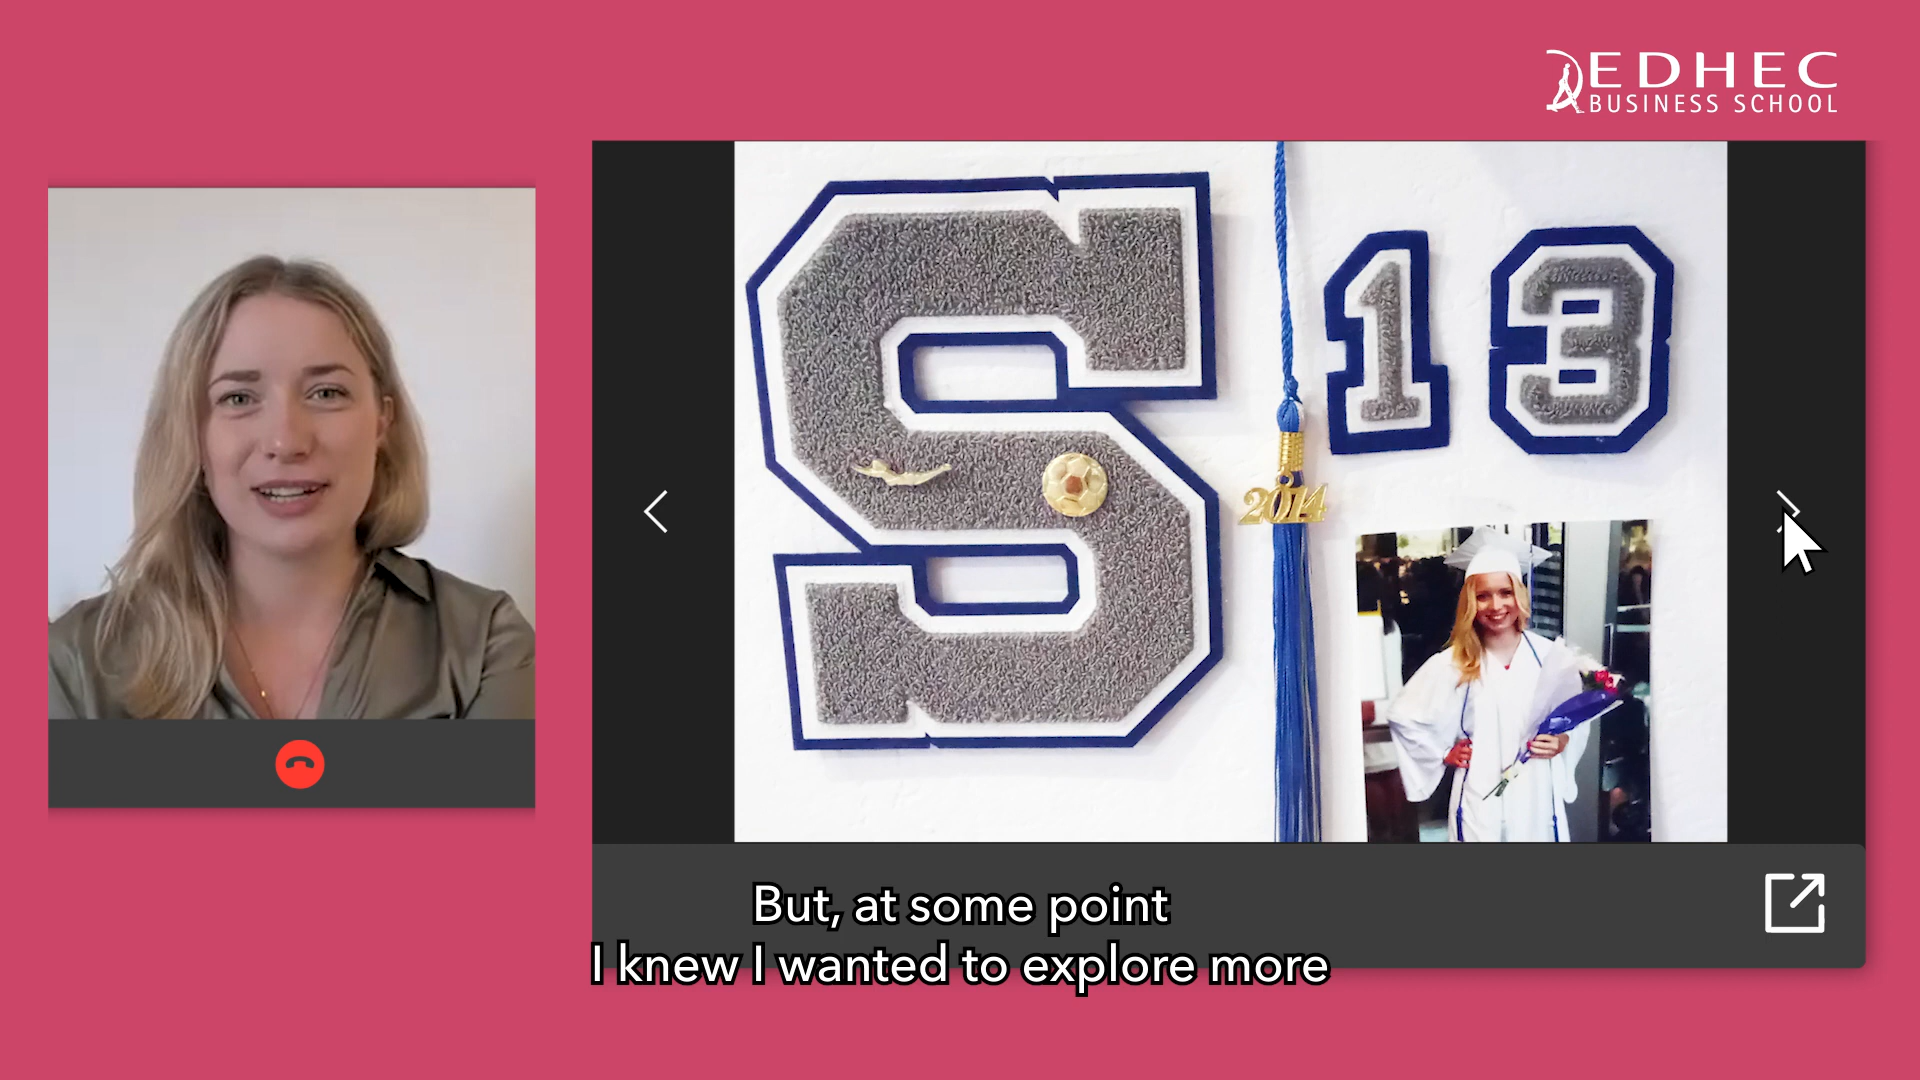 EDHEC
BUSINESS SCHOOL
S 13
2014
But, at some point
I knew I wanted to explore more